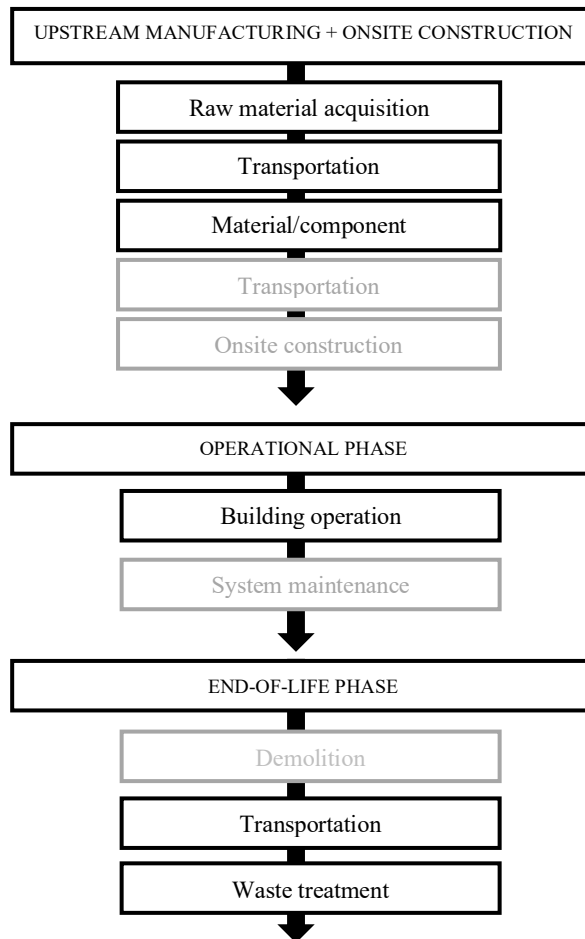 UPSTREAM MANUFACTURING + ONSITE CONSTRUCTION
Raw material acquisition
Transportation
Material/component
Transportation
Onsite construction
OPERATIONAL PHASE
Building operation
System maintenance
END-OF-LIFE PHASE
Demolition
Transportation
Waste treatment